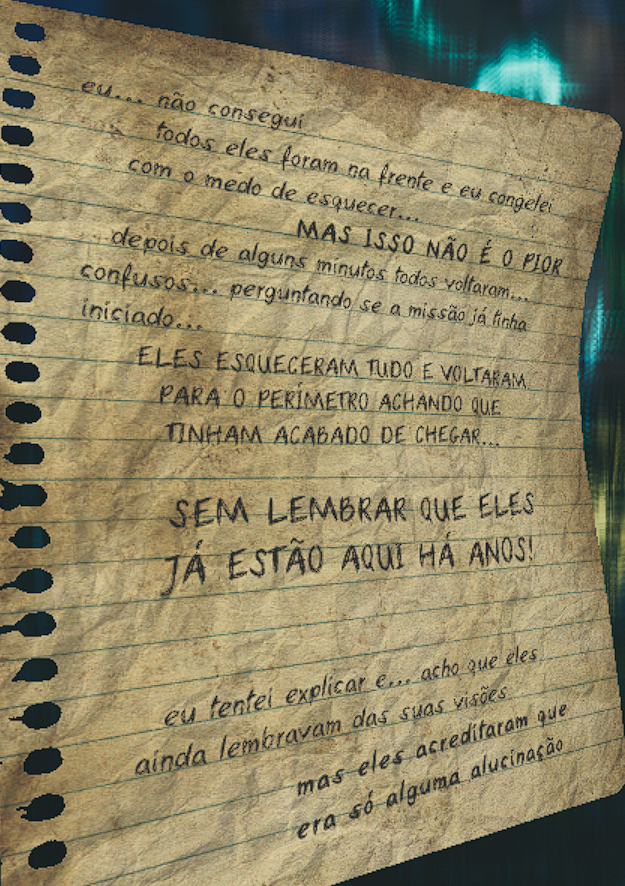 eu... não consegui
todos eles foram na frente e eu congelei
com o medo de esquecer...
MAS ISSO NÃO É O PIOR
depois de alguns minutos todos voltaram...
confusos... perguntando se a missão já tinha
iniciado...
ELES ESQUECERAM TUDO E VOLTARAM
PARA O PERÍMETRO ACHANDO QUE
TINHAM ACABADO DE CHEGAR...
SEM LEMBRAR QUE ELES
JÁ ESTÃO AQUI HÁ ANOS!
eu tentei explicar e... acho que eles
ainda lembravam das suas visões
mas eles acreditaram que
era só alguma alucinação